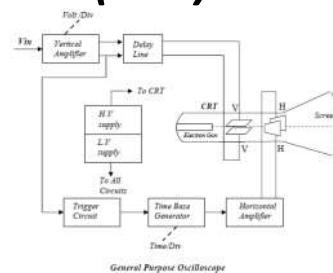 Volt /Div
Vin
Vertical
Amplifier
Delay
Line
To CRT
H.V
supply
L.V
supply
To All
Circuits
CRT
Electron Gun
V
V
H
H
Scree
Trigger
Circuit
Time Base
Generator
Time/Div
Horizontal
Amplifier
General Purpose Oscilloscope